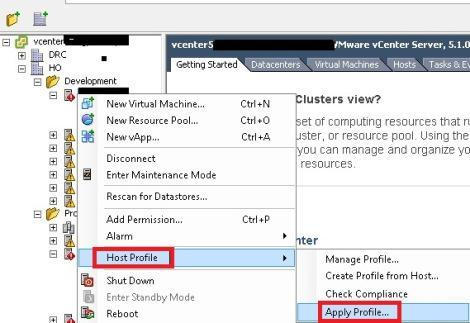 vcenter
vcenter5 VMware vCenter Server, 5.1.0
DRC
HO
Getting Started Datacenters Virtual Machines Hosts Tasks & Ev
Development
New Virtual Machine... Ctrl+N
Clusters view?
New Resource Pool... Ctrl+O
set of computing resources that ru
New vApp... Ctrl+A
uster, or resource pool. Using the
you can manage and organize yo
Disconnect
resources.
Enter Maintenance Mode
Rescan for Datastores...
Pro
Add Permission... Ctrl+P
Alarm
nter
Host Profile
Manage Profile...
Shut Down
Create Profile from Host...
Enter Standby Mode
Check Compliance
Reboot
Apply Profile...